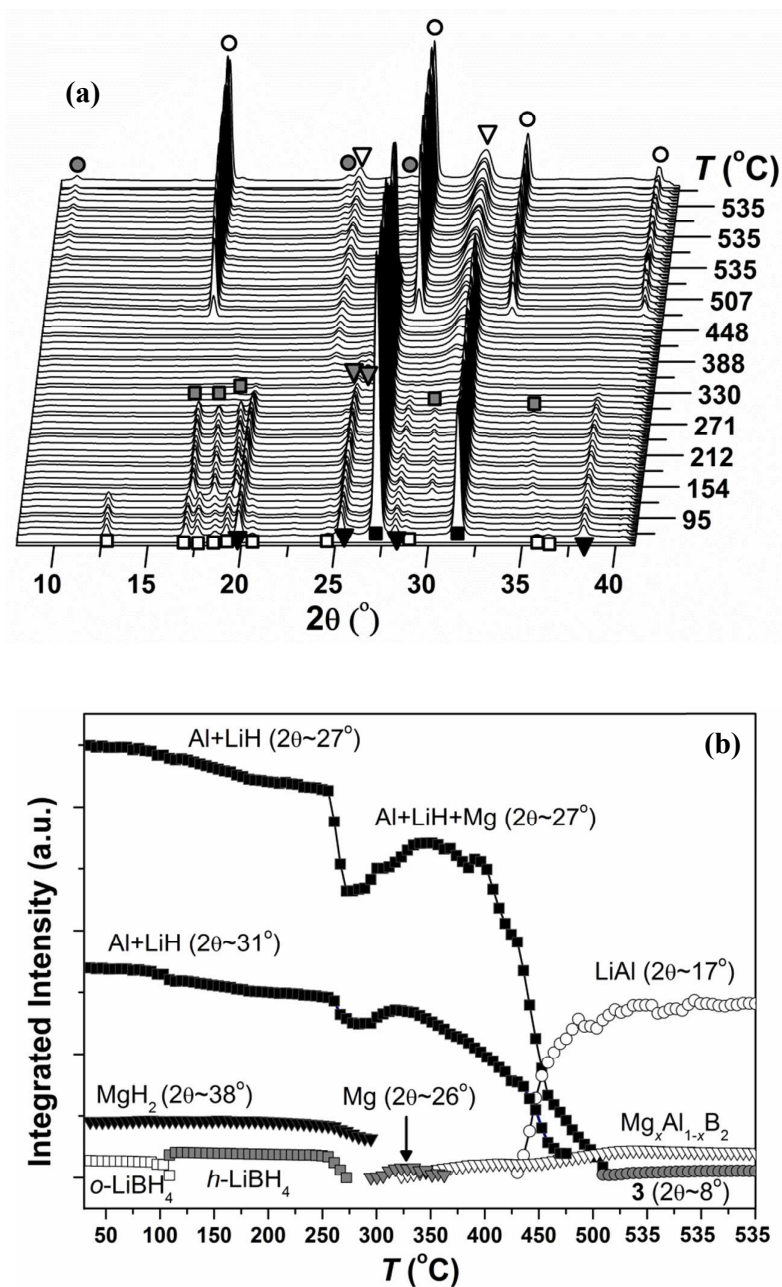 (a)
T (°C)
535
535
535
507
448
388
330
271
212
154
95
10 15 20 25 30 35 40
2θ (°)
(b)
Al+LiH (2θ~27°)
Al+LiH+Mg (2θ~27°)
Al+LiH (2θ~31°)
LiAl (2θ~17°)
MgH₂ (2θ~38°)
Mg (2θ~26°)
MgₓAl₁₋ₓB₂
o-LiBH₄
h-LiBH₄
3 (2θ~8°)
Integrated Intensity (a.u.)
50 100 150 200 250 300 350 400 450 500 535 535 535
T (°C)